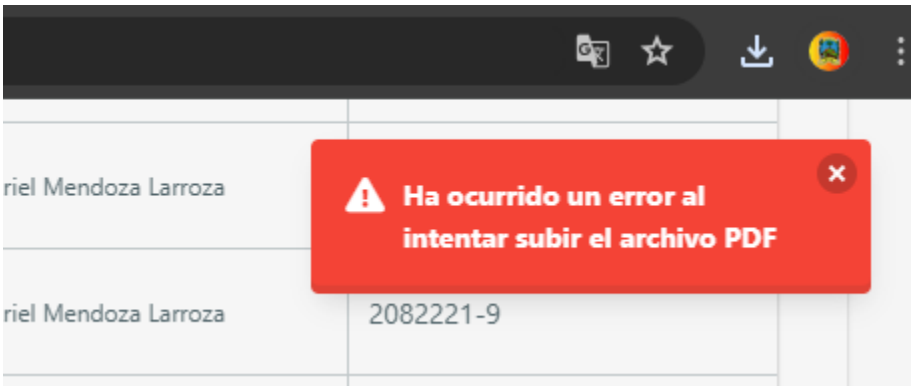 riel Mendoza Larroza
Ha ocurrido un error al
intentar subir el archivo PDF
riel Mendoza Larroza
2082221-9